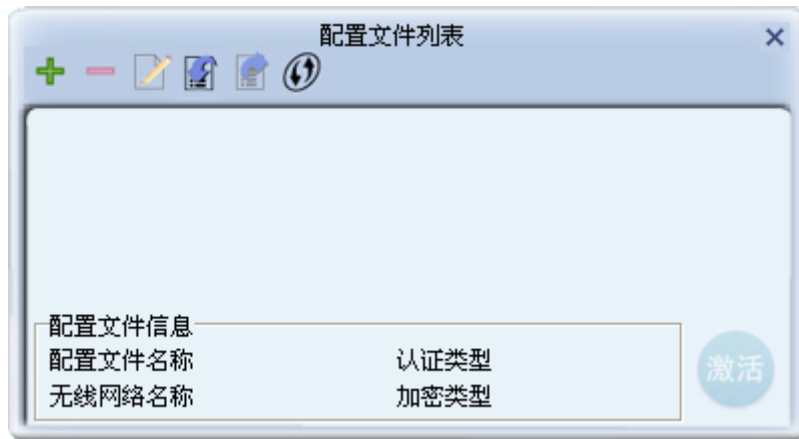 配置文件列表
配置文件信息
配置文件名称 认证类型
无线网络名称 加密类型
激活